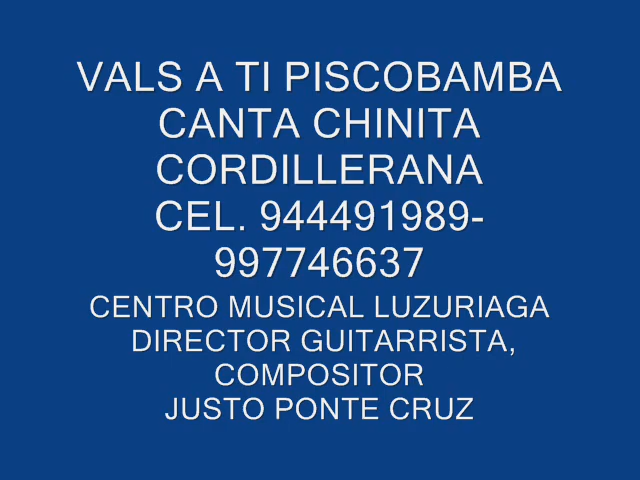 VALS A TI PISCOBAMBA
CANTA CHINITA
CORDILLERANA
CEL. 944491989-
997746637
CENTRO MUSICAL LUZURIAGA
DIRECTOR GUITARRISTA,
COMPOSITOR
JUSTO PONTE CRUZ